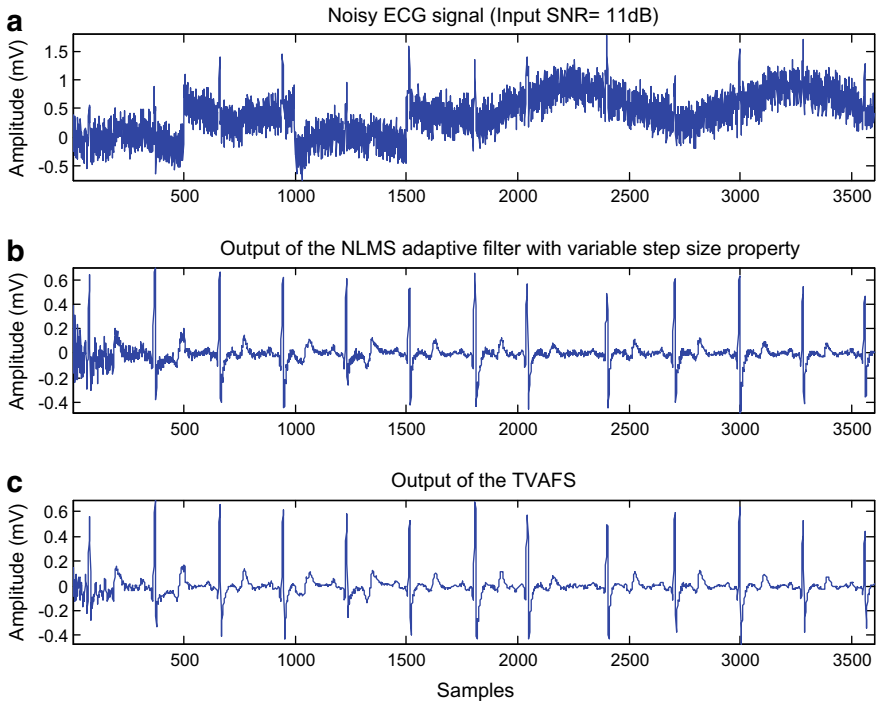 a
Noisy ECG signal (Input SNR= 11dB)
Amplitude (mV)
1.5
1
0.5
0
-0.5
500 1000 1500 2000 2500 3000 3500
b
Output of the NLMS adaptive filter with variable step size property
Amplitude (mV)
0.6
0.4
0.2
0
-0.2
-0.4
500 1000 1500 2000 2500 3000 3500
c
Output of the TVAFS
Amplitude (mV)
0.6
0.4
0.2
0
-0.2
-0.4
500 1000 1500 2000 2500 3000 3500
Samples